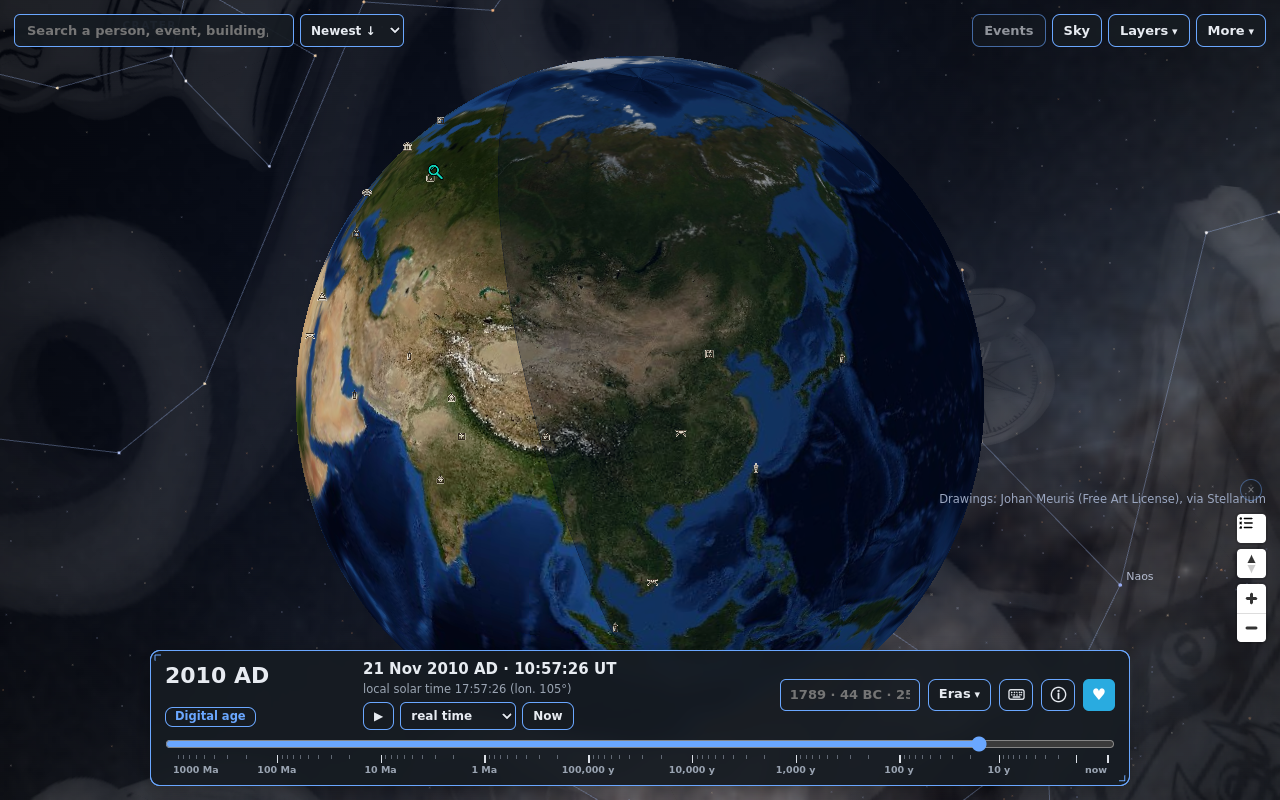 Search a person, event, building,
Newest ↓
Events
Sky
Layers ▾
More ▾
Drawings: Johan Meuris (Free Art License), via Stellarium
Naos
2010 AD
21 Nov 2010 AD · 10:57:26 UT
local solar time 17:57:26 (lon. 105°)
Digital age
real time
Now
1789 · 44 BC · 25
Eras ▾
1000 Ma
100 Ma
10 Ma
1 Ma
100,000 y
10,000 y
1,000 y
100 y
10 y
now